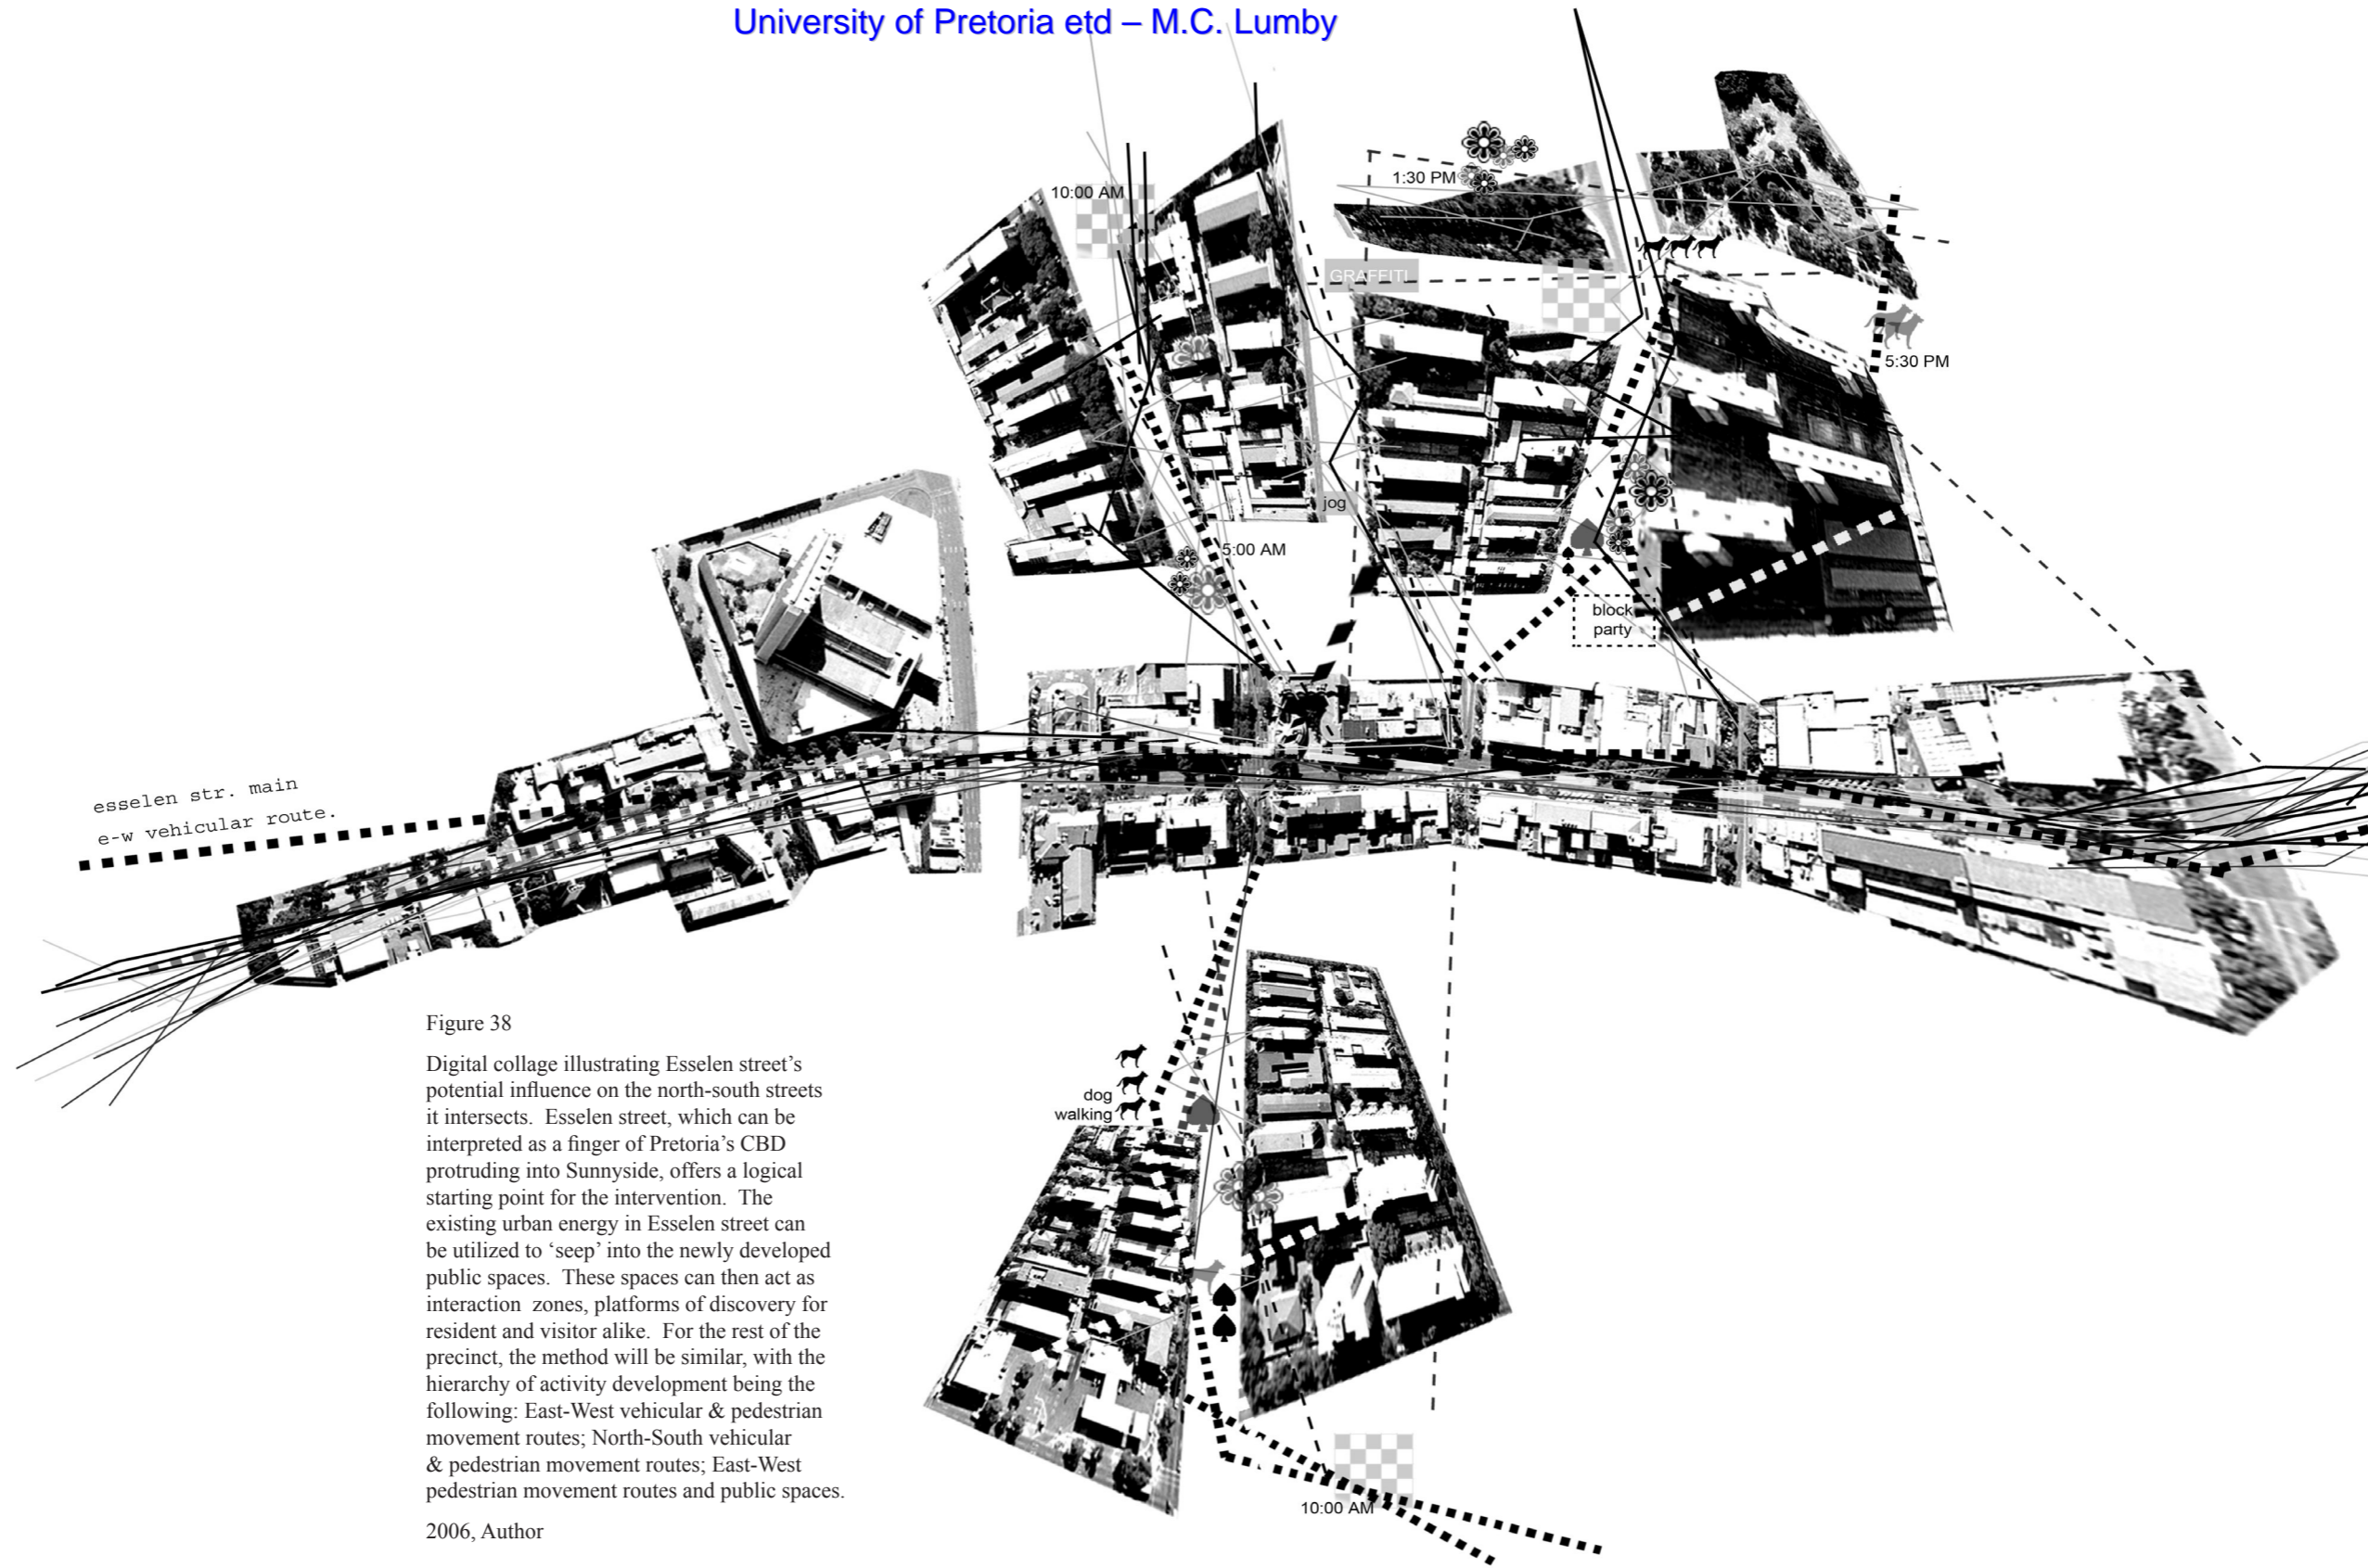 University of Pretoria etd – M.C. Lumby
10:00 AM
1:30 PM
GRAFFITI
5:30 PM
jog
5:00 AM
block
party
esselen str. main
e-w vehicular route.
dog
walking
10:00 AM
Figure 38
Digital collage illustrating Esselen street’s
potential influence on the north-south streets
it intersects.  Esselen street, which can be
interpreted as a finger of Pretoria’s CBD
protruding into Sunnyside, offers a logical
starting point for the intervention.  The
existing urban energy in Esselen street can
be utilized to ‘seep’ into the newly developed
public spaces.  These spaces can then act as
interaction  zones, platforms of discovery for
resident and visitor alike.  For the rest of the
precinct, the method will be similar, with the
hierarchy of activity development being the
following: East-West vehicular & pedestrian
movement routes; North-South vehicular
& pedestrian movement routes; East-West
pedestrian movement routes and public spaces.
2006, Author